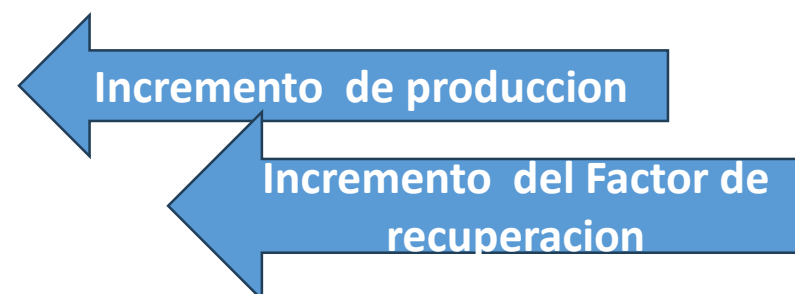 Incremento de produccion
Incremento del Factor de
recuperacion